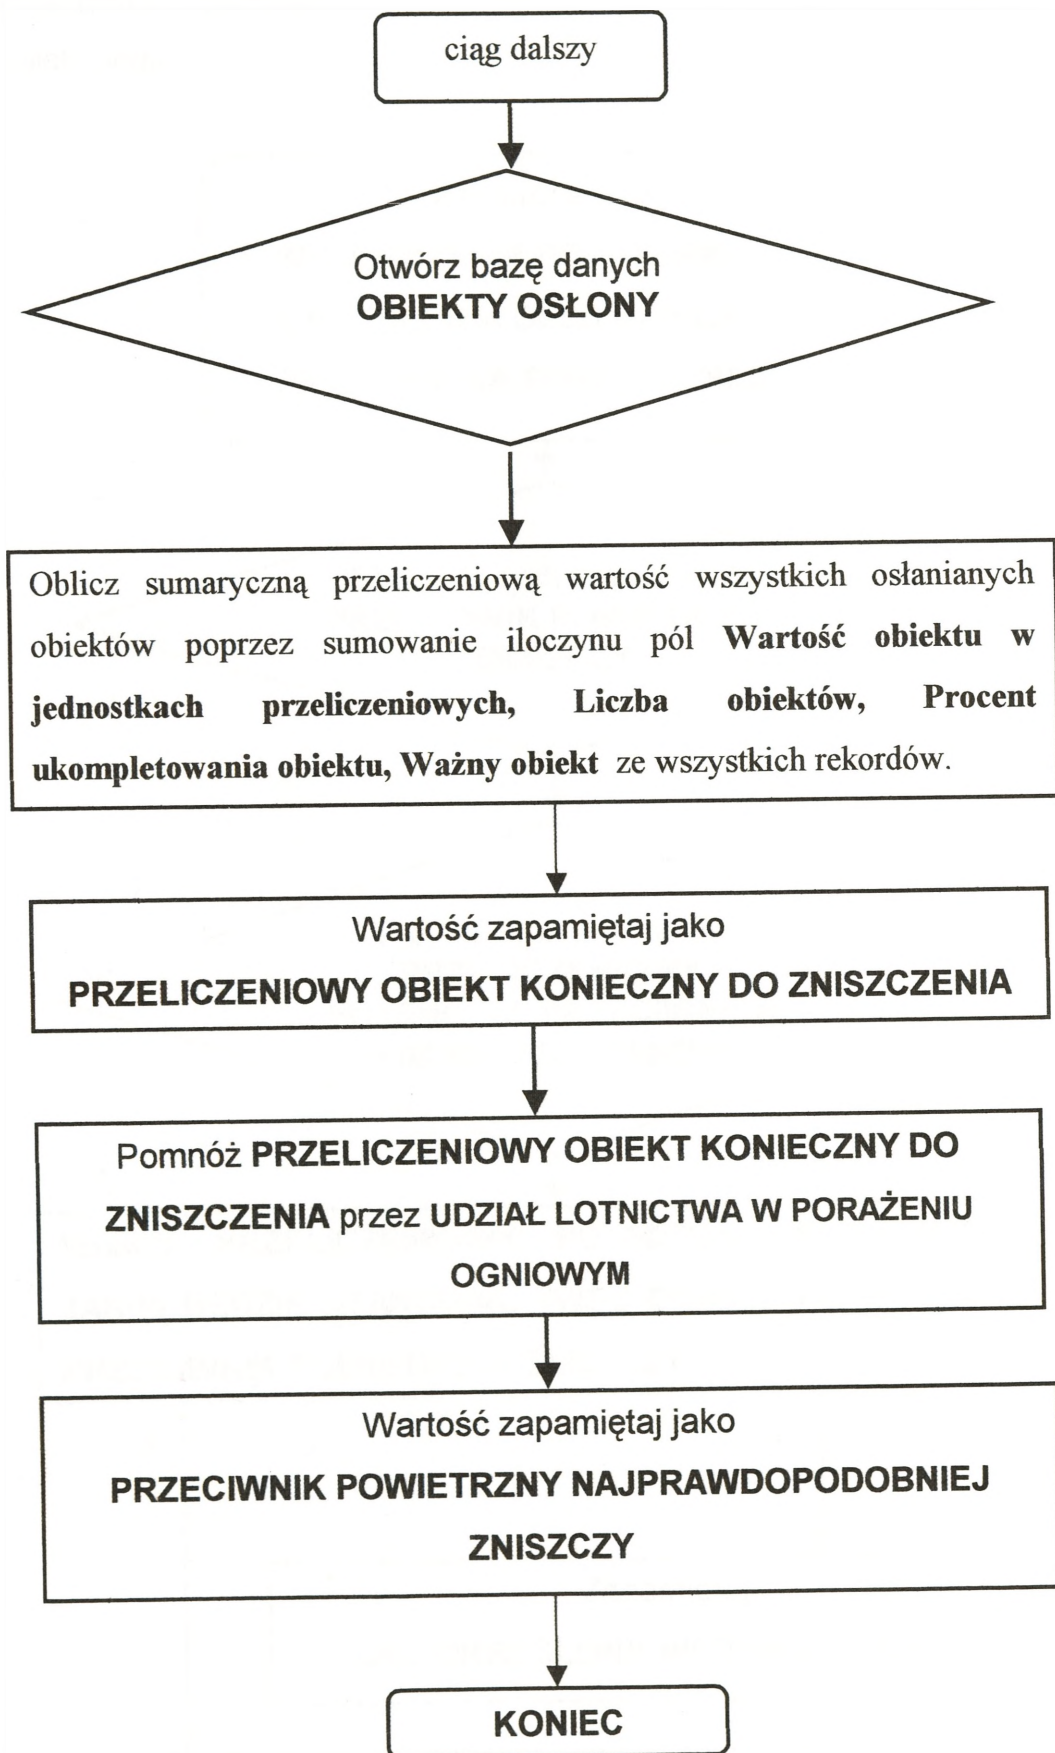 ciąg dalszy
Otwórz bazę danych
OBIEKTY OSŁONY
Oblicz sumaryczną przeliczeniową wartość wszystkich osłanianych
obiektów poprzez sumowanie iloczynu pól Wartość obiektu w
jednostkach przeliczeniowych, Liczba obiektów, Procent
ukompletowania obiektu, Ważny obiekt ze wszystkich rekordów.
Wartość zapamiętaj jako
PRZELICZENIOWY OBIEKT KONIECZNY DO ZNISZCZENIA
Pomnóż PRZELICZENIOWY OBIEKT KONIECZNY DO
ZNISZCZENIA przez UDZIAŁ LOTNICTWA W PORAŻENIU
OGNIOWYM
Wartość zapamiętaj jako
PRZECIWNIK POWIETRZNY NAJPRAWDOPODOBNIEJ
ZNISZCZY
KONIEC